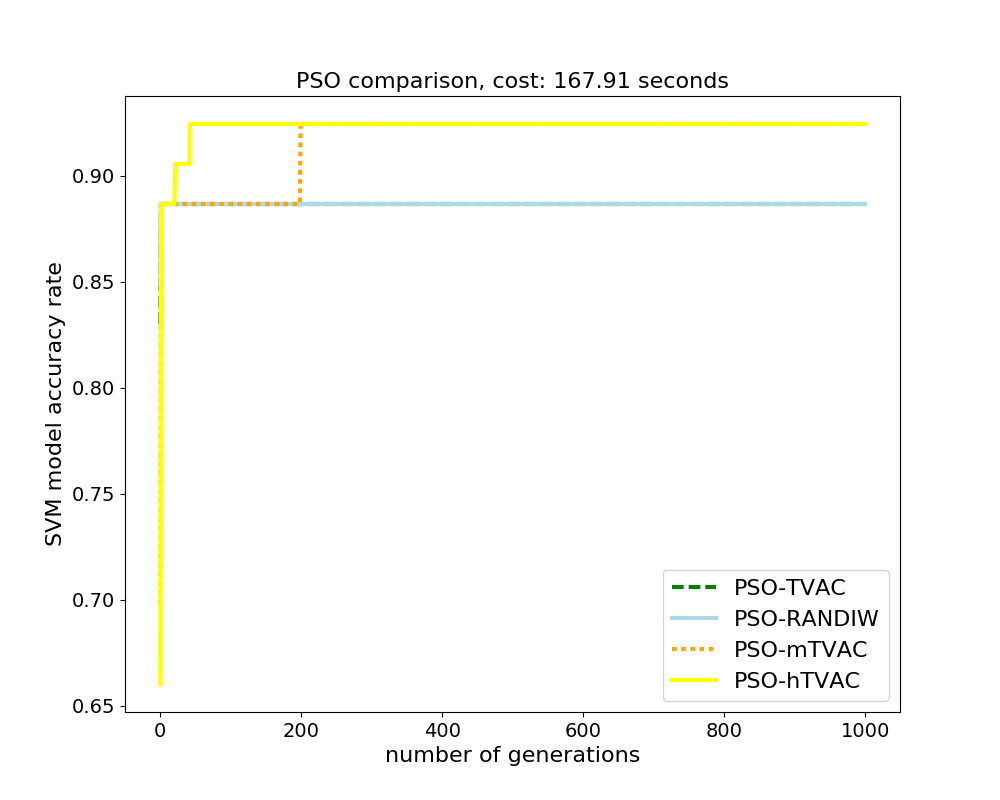 PSO comparison, cost: 167.91 seconds
SVM model accuracy rate
0.90
0.85
0.80
0.75
0.70
0.65
0
200
400
600
800
1000
number of generations
PSO-TVAC
PSO-RANDIW
PSO-mTVAC
PSO-hTVAC